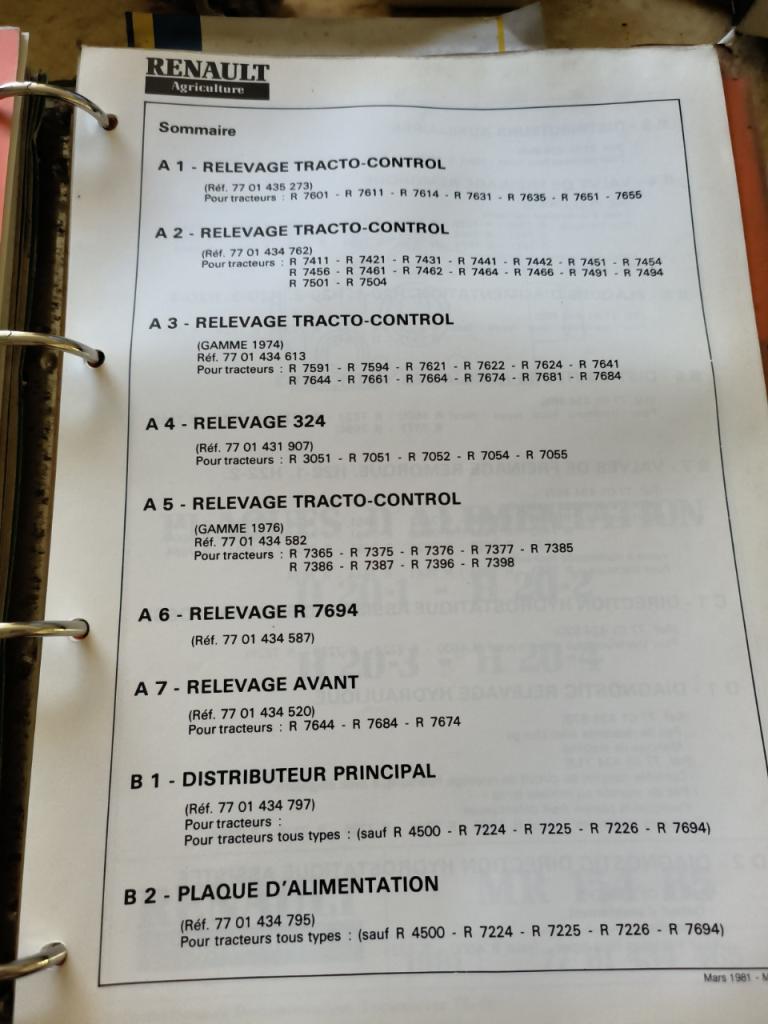 RENAULT
Agriculture
Sommaire
A 1 - RELEVAGE TRACTO-CONTROL
(Réf. 77 01 435 273)
Pour tracteurs : R 7601 - R 7611 - R 7614 - R 7631 - R 7635 - R 7651 - 7655
A 2 - RELEVAGE TRACTO-CONTROL
(Réf. 77 01 434 762)
Pour tracteurs : R 7411 - R 7421 - R 7431 - R 7441 - R 7442 - R 7451 - R 7454
R 7456 - R 7461 - R 7462 - R 7464 - R 7466 - R 7491 - R 7494
R 7501 - R 7504
A 3 - RELEVAGE TRACTO-CONTROL
(GAMME 1974)
Réf. 77 01 434 613
Pour tracteurs : R 7591 - R 7594 - R 7621 - R 7622 - R 7624 - R 7641
R 7644 - R 7661 - R 7664 - R 7674 - R 7681 - R 7684
A 4 - RELEVAGE 324
(Réf. 77 01 431 907)
Pour tracteurs : R 3051 - R 7051 - R 7052 - R 7054 - R 7055
A 5 - RELEVAGE TRACTO-CONTROL
(GAMME 1976)
Réf. 77 01 434 582
Pour tracteurs : R 7365 - R 7375 - R 7376 - R 7377 - R 7385
R 7386 - R 7387 - R 7396 - R 7398
A 6 - RELEVAGE R 7694
(Réf. 77 01 434 587)
A 7 - RELEVAGE AVANT
(Réf. 77 01 434 520)
Pour tracteurs : R 7644 - R 7684 - R 7674
B 1 - DISTRIBUTEUR PRINCIPAL
(Réf. 77 01 434 797)
Pour tracteurs :
Pour tracteurs tous types : (sauf R 4500 - R 7224 - R 7225 - R 7226 - R 7694)
B 2 - PLAQUE D'ALIMENTATION
(Réf. 77 01 434 795)
Pour tracteurs tous types : (sauf R 4500 - R 7224 - R 7225 - R 7226 - R 7694)
Mars 1981 - M